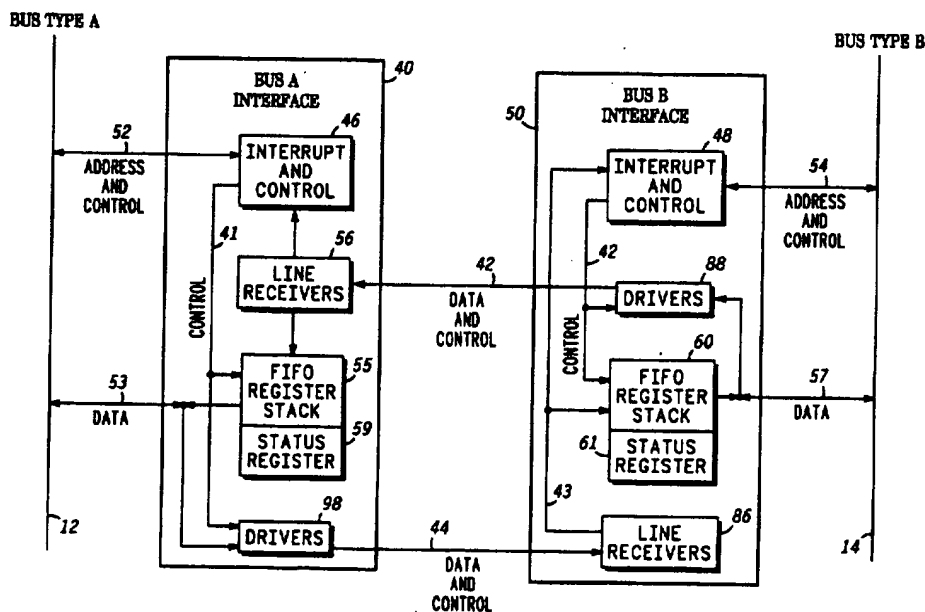 BUS TYPE A
BUS TYPE B
BUS A
INTERFACE
40
BUS B
INTERFACE
50
52
ADDRESS
AND
CONTROL
46
INTERRUPT
AND
CONTROL
48
INTERRUPT
AND
CONTROL
54
ADDRESS
AND
CONTROL
41
CONTROL
56
LINE
RECEIVERS
42
DATA
AND
CONTROL
42
CONTROL
88
DRIVERS
53
DATA
55
FIFO
REGISTER
STACK
59
STATUS
REGISTER
60
FIFO
REGISTER
STACK
61
STATUS
REGISTER
57
DATA
12
98
DRIVERS
44
DATA
AND
CONTROL
43
86
LINE
RECEIVERS
14